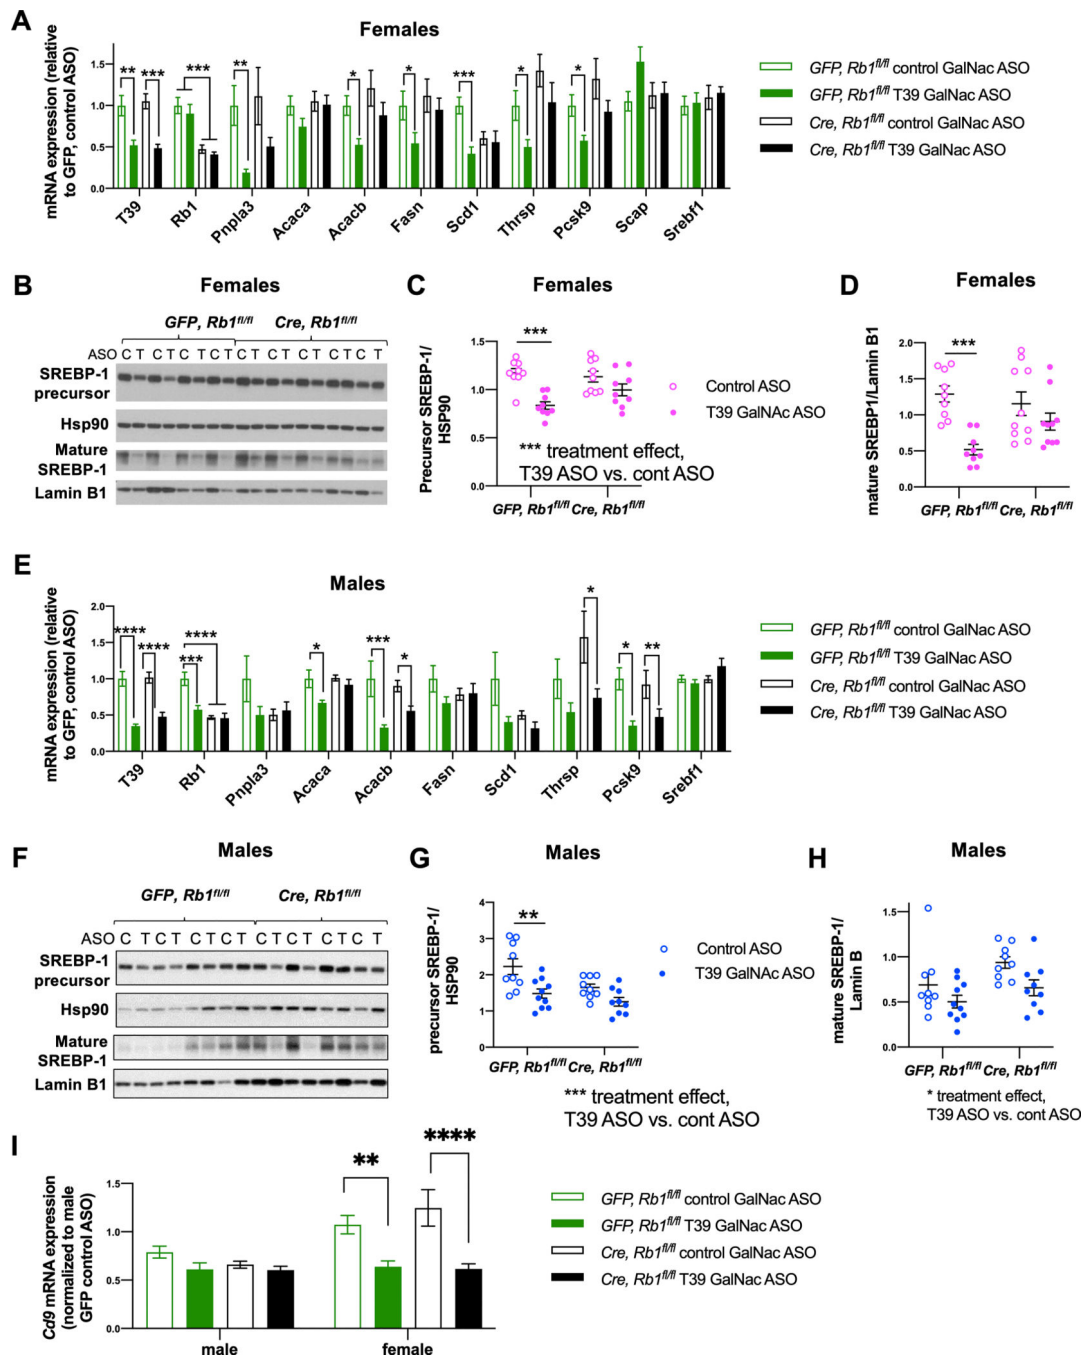 A
Females
mRNA expression (relative
to GFP, control ASO)
1.5
1.0
0.5
0.0
** *** *** ** * * *** * *
T39 Rb1 Pnpla3 Acaca Acacb Fasn Scd1 Thrsp Pcsk9 Scap Srebf1
GFP, Rb1fl/fl control GalNac ASO
GFP, Rb1fl/fl T39 GalNac ASO
Cre, Rb1fl/fl control GalNac ASO
Cre, Rb1fl/fl T39 GalNac ASO
B
Females
GFP, Rb1fl/fl Cre, Rb1fl/fl
ASO C T C T C T C T C T C T C T C T C T
SREBP-1
precursor
Hsp90
Mature
SREBP-1
Lamin B1
C
Females
Precursor SREBP-1/
HSP90
1.5
1.0
0.5
0.0
***
*** treatment effect,
T39 ASO vs. cont ASO
GFP, Rb1fl/fl Cre, Rb1fl/fl
Control ASO
T39 GalNAc ASO
D
Females
mature SREBP1/Lamin B1
2.0
1.5
1.0
0.5
0.0
***
GFP, Rb1fl/fl Cre, Rb1fl/fl
E
Males
mRNA expression (relative
to GFP, control ASO)
2.0
1.5
1.0
0.5
0.0
**** **** *** **** * *** * * * **
T39 Rb1 Pnpla3 Acaca Acacb Fasn Scd1 Thrsp Pcsk9 Srebf1
GFP, Rb1fl/fl control GalNac ASO
GFP, Rb1fl/fl T39 GalNac ASO
Cre, Rb1fl/fl control GalNac ASO
Cre, Rb1fl/fl T39 GalNac ASO
F
Males
GFP, Rb1fl/fl Cre, Rb1fl/fl
ASO C T C T C T C T C T C T C T C T C T
SREBP-1
precursor
Hsp90
Mature
SREBP-1
Lamin B1
G
Males
precursor SREBP-1/
HSP90
4
3
2
1
0
**
GFP, Rb1fl/fl Cre, Rb1fl/fl
*** treatment effect,
T39 ASO vs. cont ASO
Control ASO
T39 GalNAc ASO
H
Males
mature SREBP-1/
Lamin B
1.5
1.0
0.5
0.0
GFP, Rb1fl/fl Cre, Rb1fl/fl
* treatment effect,
T39 ASO vs. cont ASO
I
Cd9 mRNA expression
(normalized to male
GFP control ASO)
1.5
1.0
0.5
0.0
** ****
male female
GFP, Rb1fl/fl control GalNac ASO
GFP, Rb1fl/fl T39 GalNac ASO
Cre, Rb1fl/fl control GalNac ASO
Cre, Rb1fl/fl T39 GalNac ASO